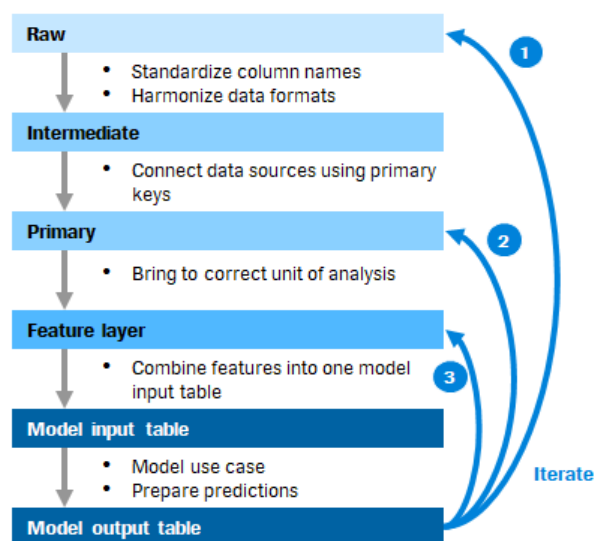 Raw
1
• Standardize column names
• Harmonize data formats
Intermediate
• Connect data sources using primary
keys
Primary
2
• Bring to correct unit of analysis
Feature layer
• Combine features into one model
input table
3
Model input table
• Model use case
• Prepare predictions
Iterate
Model output table